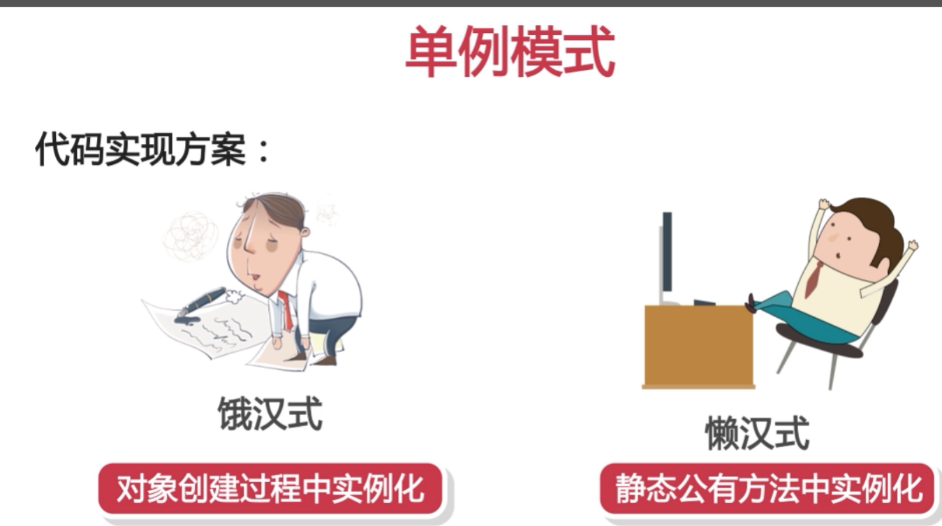 单例模式
代码实现方案：
饿汉式
懒汉式
对象创建过程中实例化
静态公有方法中实例化